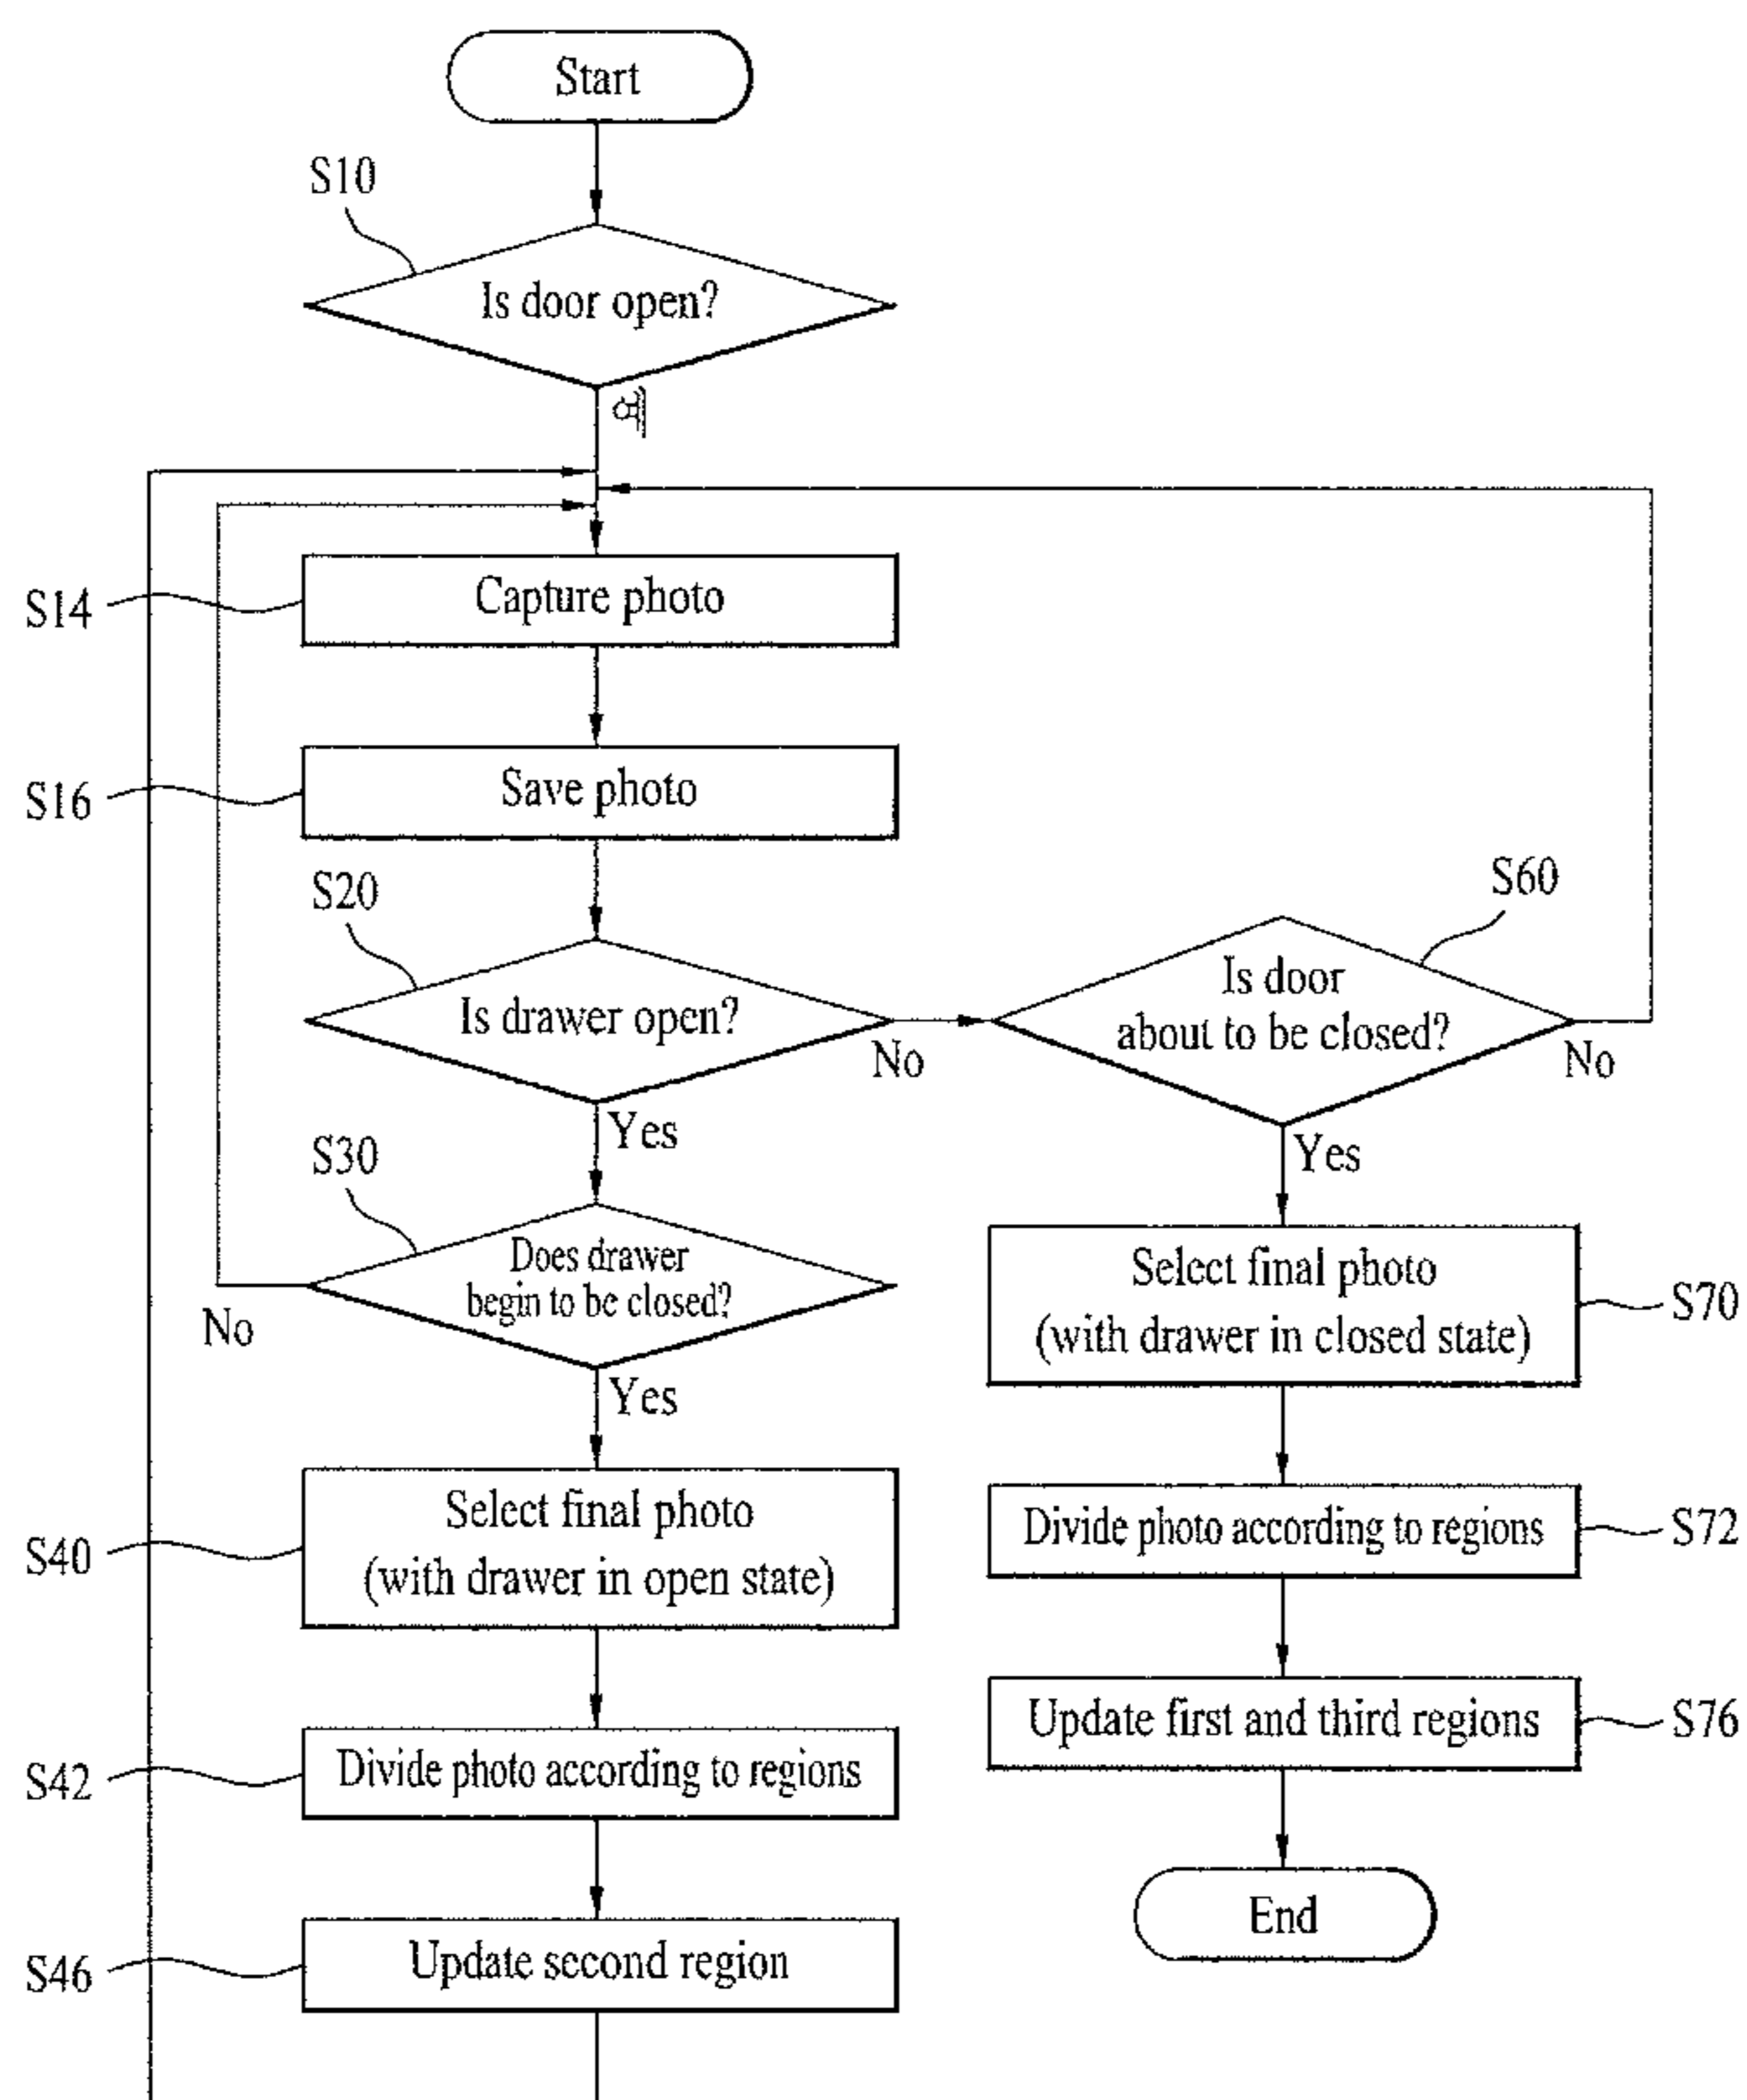 Start
S10
Is door open?
예
S14
Capture photo
S16
Save photo
S20
Is drawer open?
No
Yes
S60
Is door
about to be closed?
No
Yes
S30
Does drawer
begin to be closed?
No
Yes
S40
Select final photo
(with drawer in open state)
S42
Divide photo according to regions
S46
Update second region
Select final photo
(with drawer in closed state)
S70
Divide photo according to regions
S72
Update first and third regions
S76
End